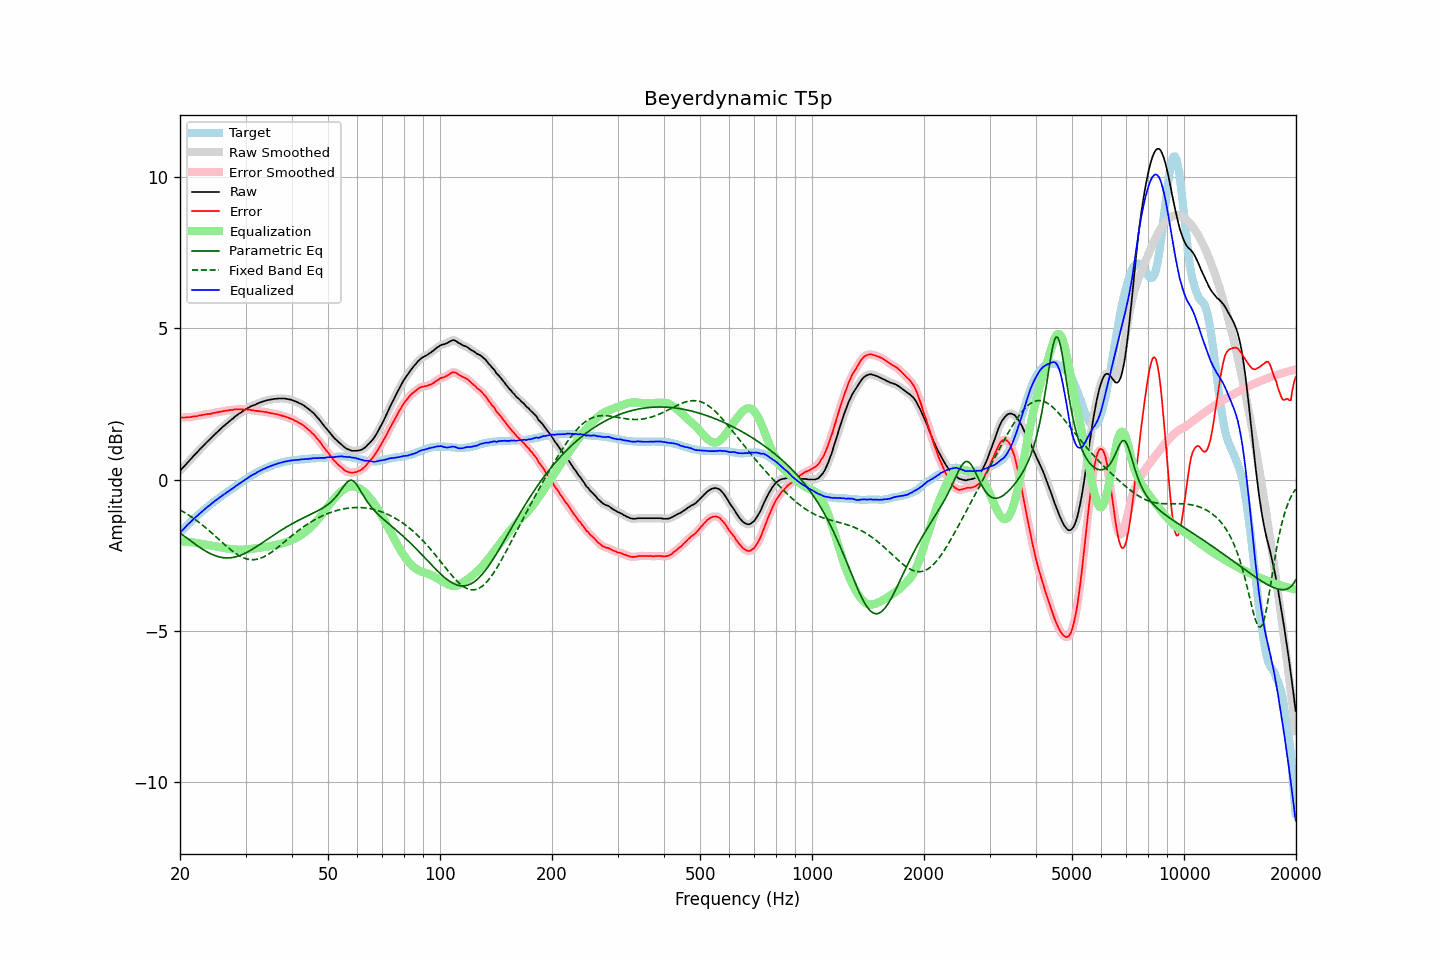 Beyerdynamic T5p
Target
Raw Smoothed
Error Smoothed
Raw
Error
Equalization
Parametric Eq
Fixed Band Eq
Equalized
10
5
0
−5
−10
Amplitude (dBr)
20
50
100
200
500
1000
2000
5000
10000
20000
Frequency (Hz)